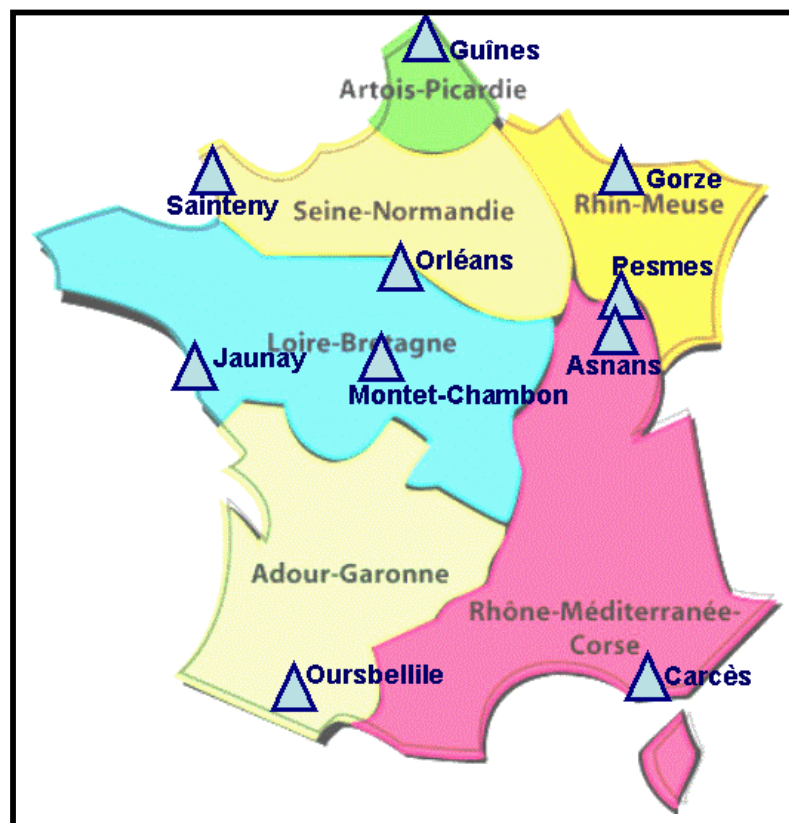 Guînes
Artois-Picardie
Gorze
Sainteny
Seine-Normandie
Rhin-Meuse
Orléans
Pesmes
Loire-Bretagne
Jaunay
Asnans
Montet-Chambon
Adour-Garonne
Rhône-Méditerranée-
Corse
Oursbellile
Carcès